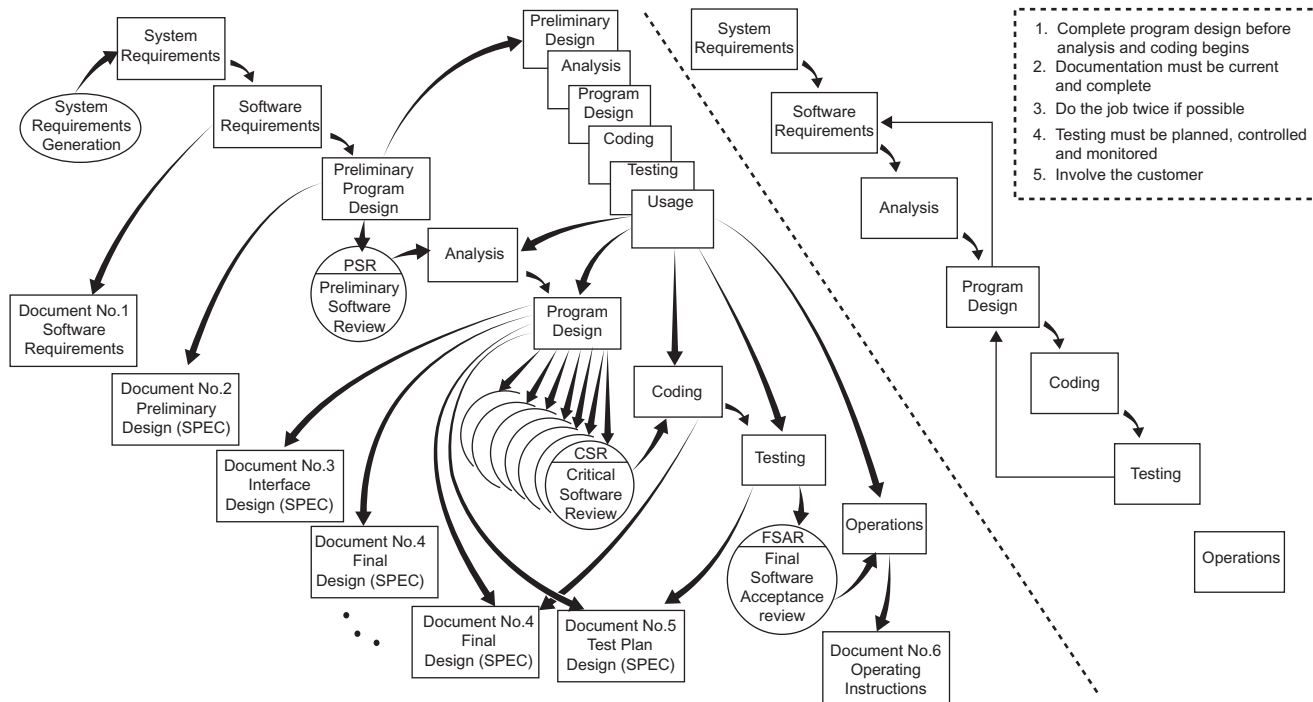 System
Requirements
System
Requirements
Generation
Software
Requirements
Preliminary
Program
Design
PSR
Preliminary
Software
Review
Document No.1
Software
Requirements
Document No.2
Preliminary
Design (SPEC)
Document No.3
Interface
Design (SPEC)
Document No.4
Final
Design (SPEC)
Preliminary
Design
Analysis
Program
Design
Coding
Testing
Usage
Analysis
Program
Design
CSR
Critical
Software
Review
Coding
Testing
FSAR
Final
Software
Acceptance
review
Operations
Document No.4
Final
Design (SPEC)
Document No.5
Test Plan
Design (SPEC)
Document No.6
Operating
Instructions
System
Requirements
Software
Requirements
Analysis
Program
Design
Coding
Testing
Operations
1. Complete program design before
analysis and coding begins
2. Documentation must be current
and complete
3. Do the job twice if possible
4. Testing must be planned, controlled
and monitored
5. Involve the customer